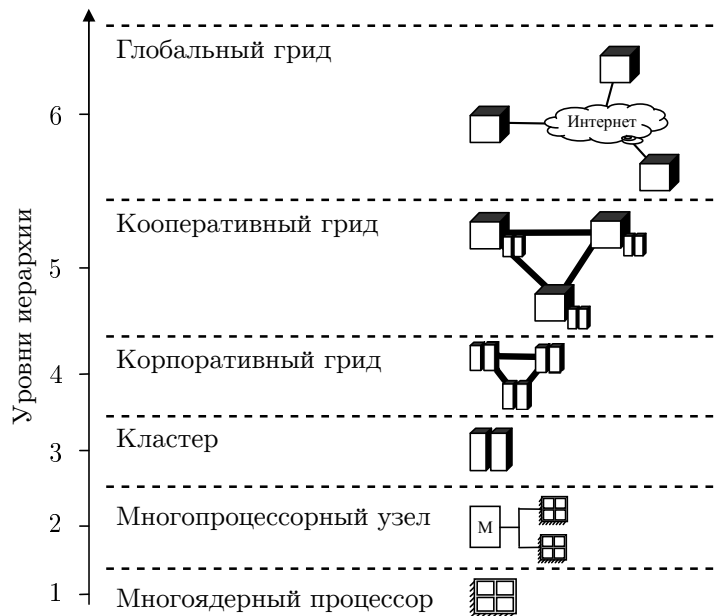 Уровни иерархии
6
Глобальный грид
Интернет
5
Кооперативный грид
4
Корпоративный грид
3
Кластер
2
Многопроцессорный узел
М
1
Многоядерный процессор